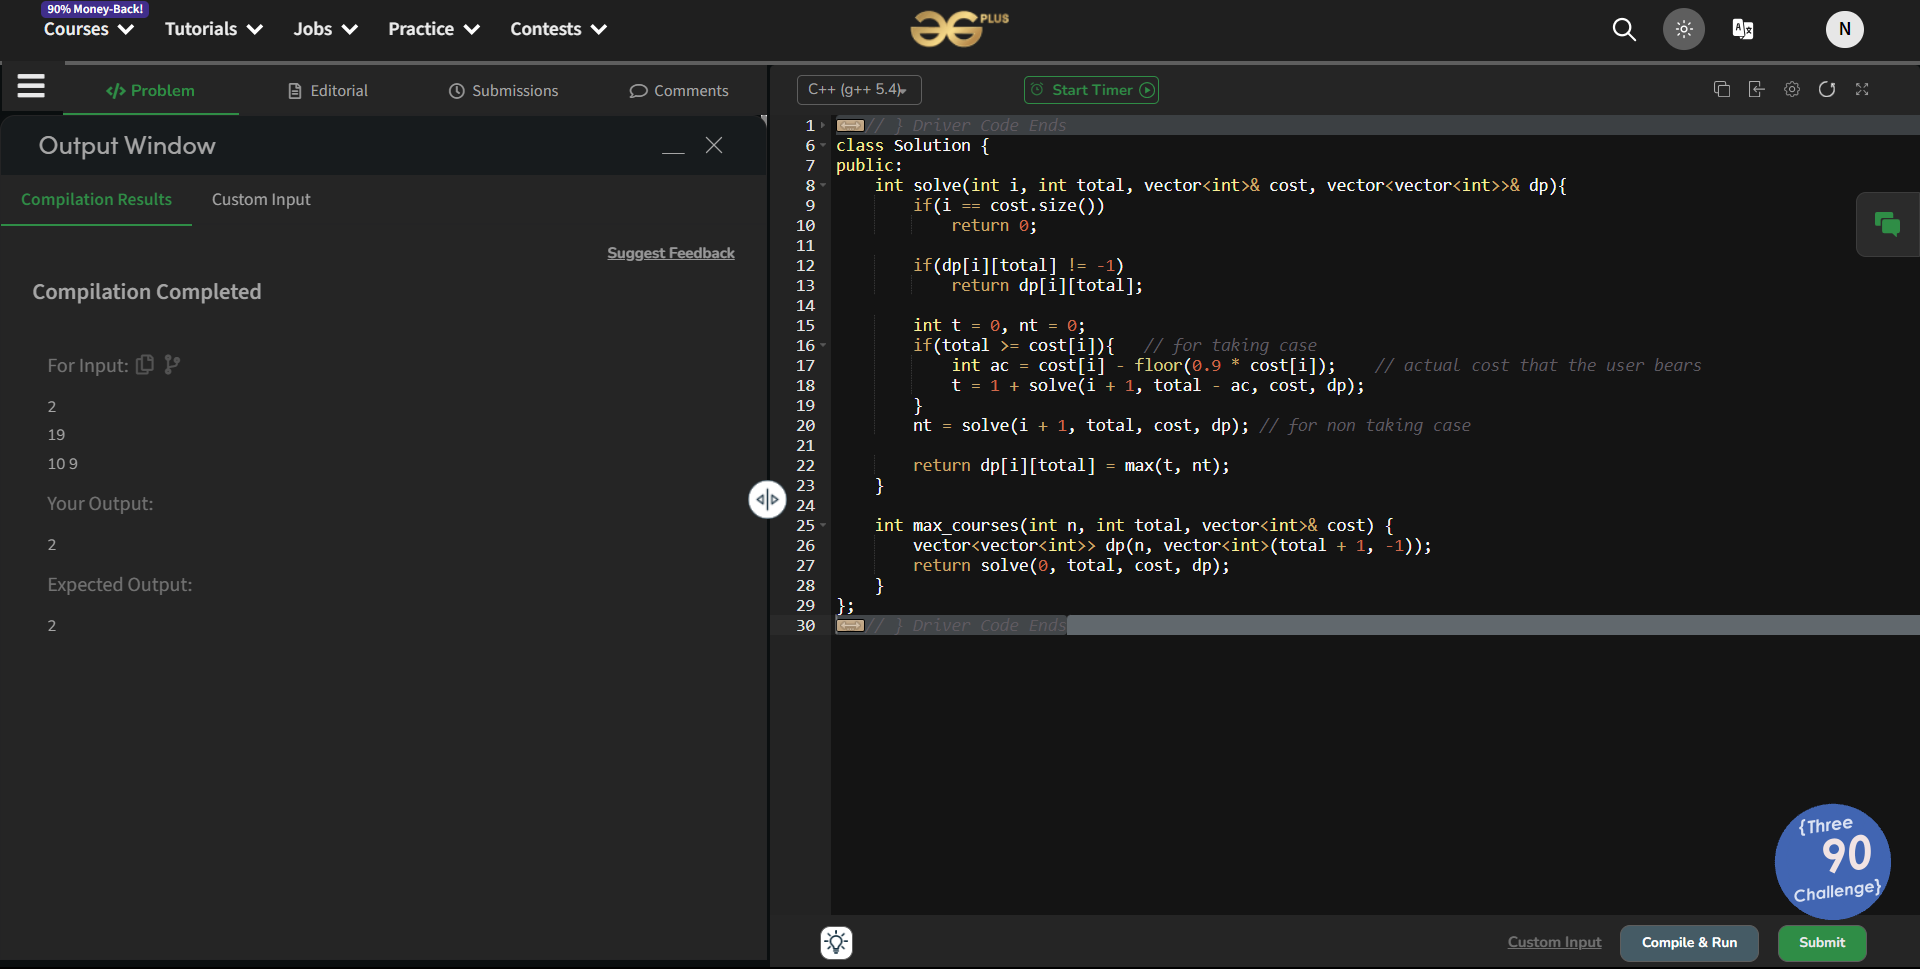 90% Money-Back!
Courses Tutorials Jobs Practice Contests
PLUS
N
Problem Editorial Submissions Comments
C++ (g++ 5.4)
Start Timer
Output Window
Compilation Results Custom Input
Suggest Feedback
Compilation Completed
For Input:
2
19
10 9
Your Output:
2
Expected Output:
2
1 // } Driver Code Ends
6 class Solution {
7 public:
8 int solve(int i, int total, vector<int>& cost, vector<vector<int>>& dp){
9 if(i == cost.size())
10 return 0;
11
12 if(dp[i][total] != -1)
13 return dp[i][total];
14
15 int t = 0, nt = 0;
16 if(total >= cost[i]){ // for taking case
17 int ac = cost[i] - floor(0.9 * cost[i]); // actual cost that the user bears
18 t = 1 + solve(i + 1, total - ac, cost, dp);
19 }
20 nt = solve(i + 1, total, cost, dp); // for non taking case
21
22 return dp[i][total] = max(t, nt);
23 }
24
25 int max_courses(int n, int total, vector<int>& cost) {
26 vector<vector<int>> dp(n, vector<int>(total + 1, -1));
27 return solve(0, total, cost, dp);
28 }
29 };
30 // } Driver Code Ends
{Three
90
Challenge}
Custom Input
Compile & Run
Submit